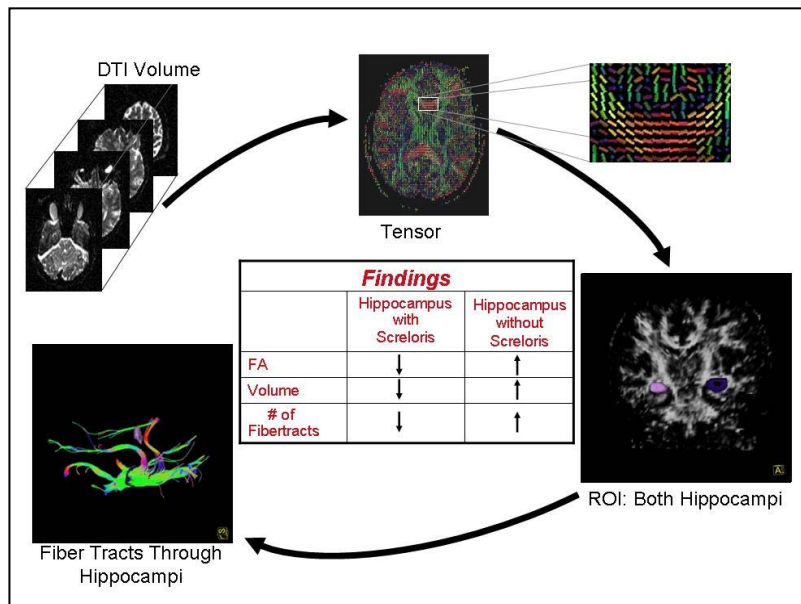 DTI Volume
Tensor
Findings
Hippocampus
with
Screloris
Hippocampus
without
Screloris
FA ↓ ↑
Volume ↓ ↑
# of
Fibertracts ↓ ↑
ROI: Both Hippocampi
A
Fiber Tracts Through
Hippocampi